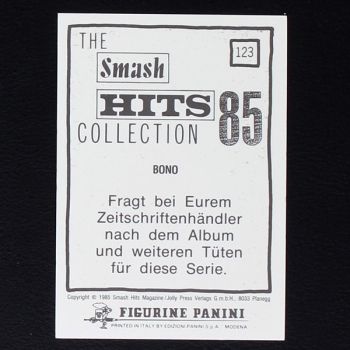 THE
123
Smash
HITS 85
COLLECTION
BONO
Fragt bei Eurem
Zeitschriftenhändler
nach dem Album
und weiteren Tüten
für diese Serie.
Copyright © 1985 Smash Hits Magazine/Jolly Press Verlags G.m.b.H., 8033 Planegg
FIGURINE PANINI
PRINTED IN ITALY BY EDIZIONI PANINI S.p.A. MODENA